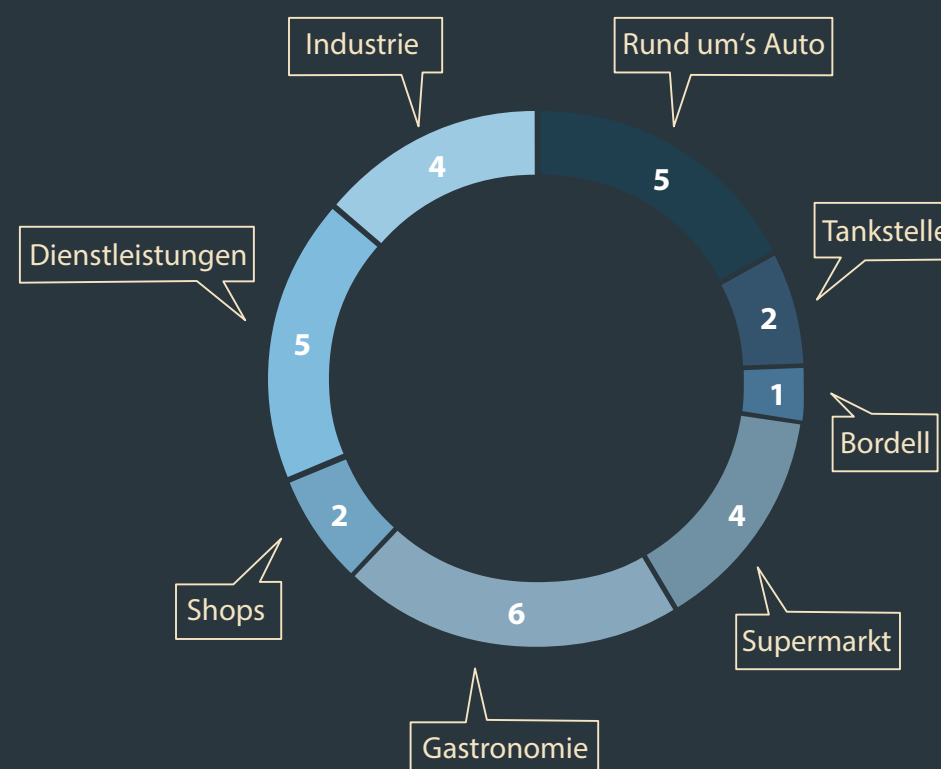 Industrie
Rund um‘s Auto
4
5
Dienstleistungen
Tankstelle
5
2
1
Bordell
2
4
Shops
6
Supermarkt
Gastronomie